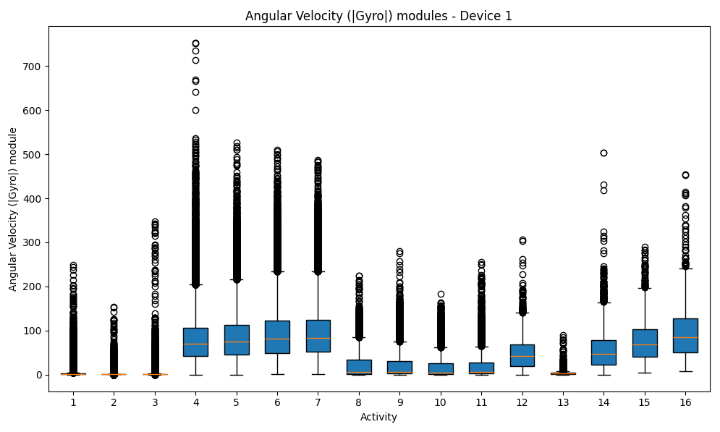 Angular Velocity (|Gyro|) modules - Device 1
Angular Velocity (|Gyro|) module
700
600
500
400
300
200
100
0
1 2 3 4 5 6 7 8 9 10 11 12 13 14 15 16
Activity